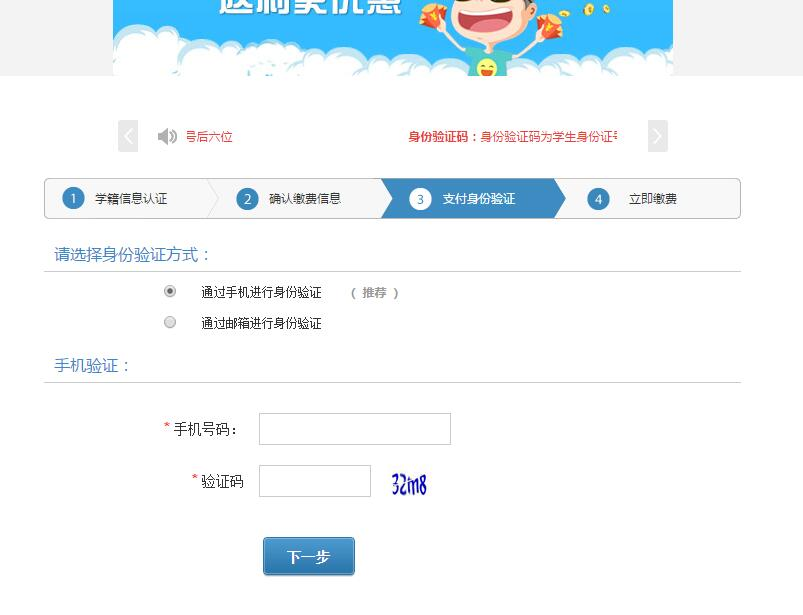 号后六位
身份验证码：身份验证码为学生身份证号
1 学籍信息认证
2 确认缴费信息
3 支付身份验证
4 立即缴费
请选择身份验证方式：
通过手机进行身份验证 （ 推荐 ）
通过邮箱进行身份验证
手机验证：
*手机号码：
*验证码 32m8
下一步